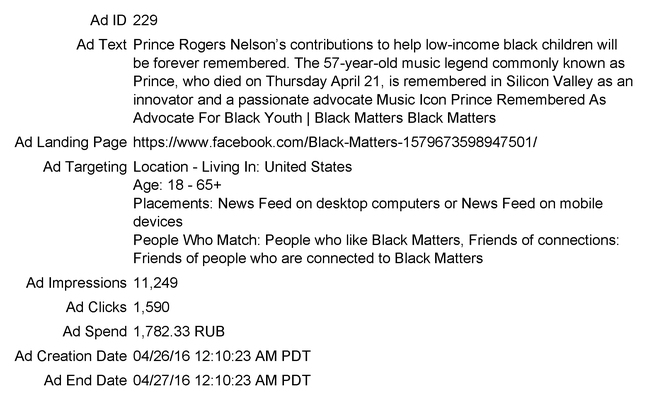 Ad ID 229
Ad Text Prince Rogers Nelson's contributions to help low-income black children will
be forever remembered. The 57-year-old music legend commonly known as
Prince, who died on Thursday April 21, is remembered in Silicon Valley as an
innovator and a passionate advocate Music Icon Prince Remembered As
Advocate For Black Youth | Black Matters Black Matters
Ad Landing Page https://www.facebook.com/Black-Matters-1579673598947501/
Ad Targeting Location - Living In: United States
Age: 18 - 65+
Placements: News Feed on desktop computers or News Feed on mobile
devices
People Who Match: People who like Black Matters, Friends of connections:
Friends of people who are connected to Black Matters
Ad Impressions 11,249
Ad Clicks 1,590
Ad Spend 1,782.33 RUB
Ad Creation Date 04/26/16 12:10:23 AM PDT
Ad End Date 04/27/16 12:10:23 AM PDT